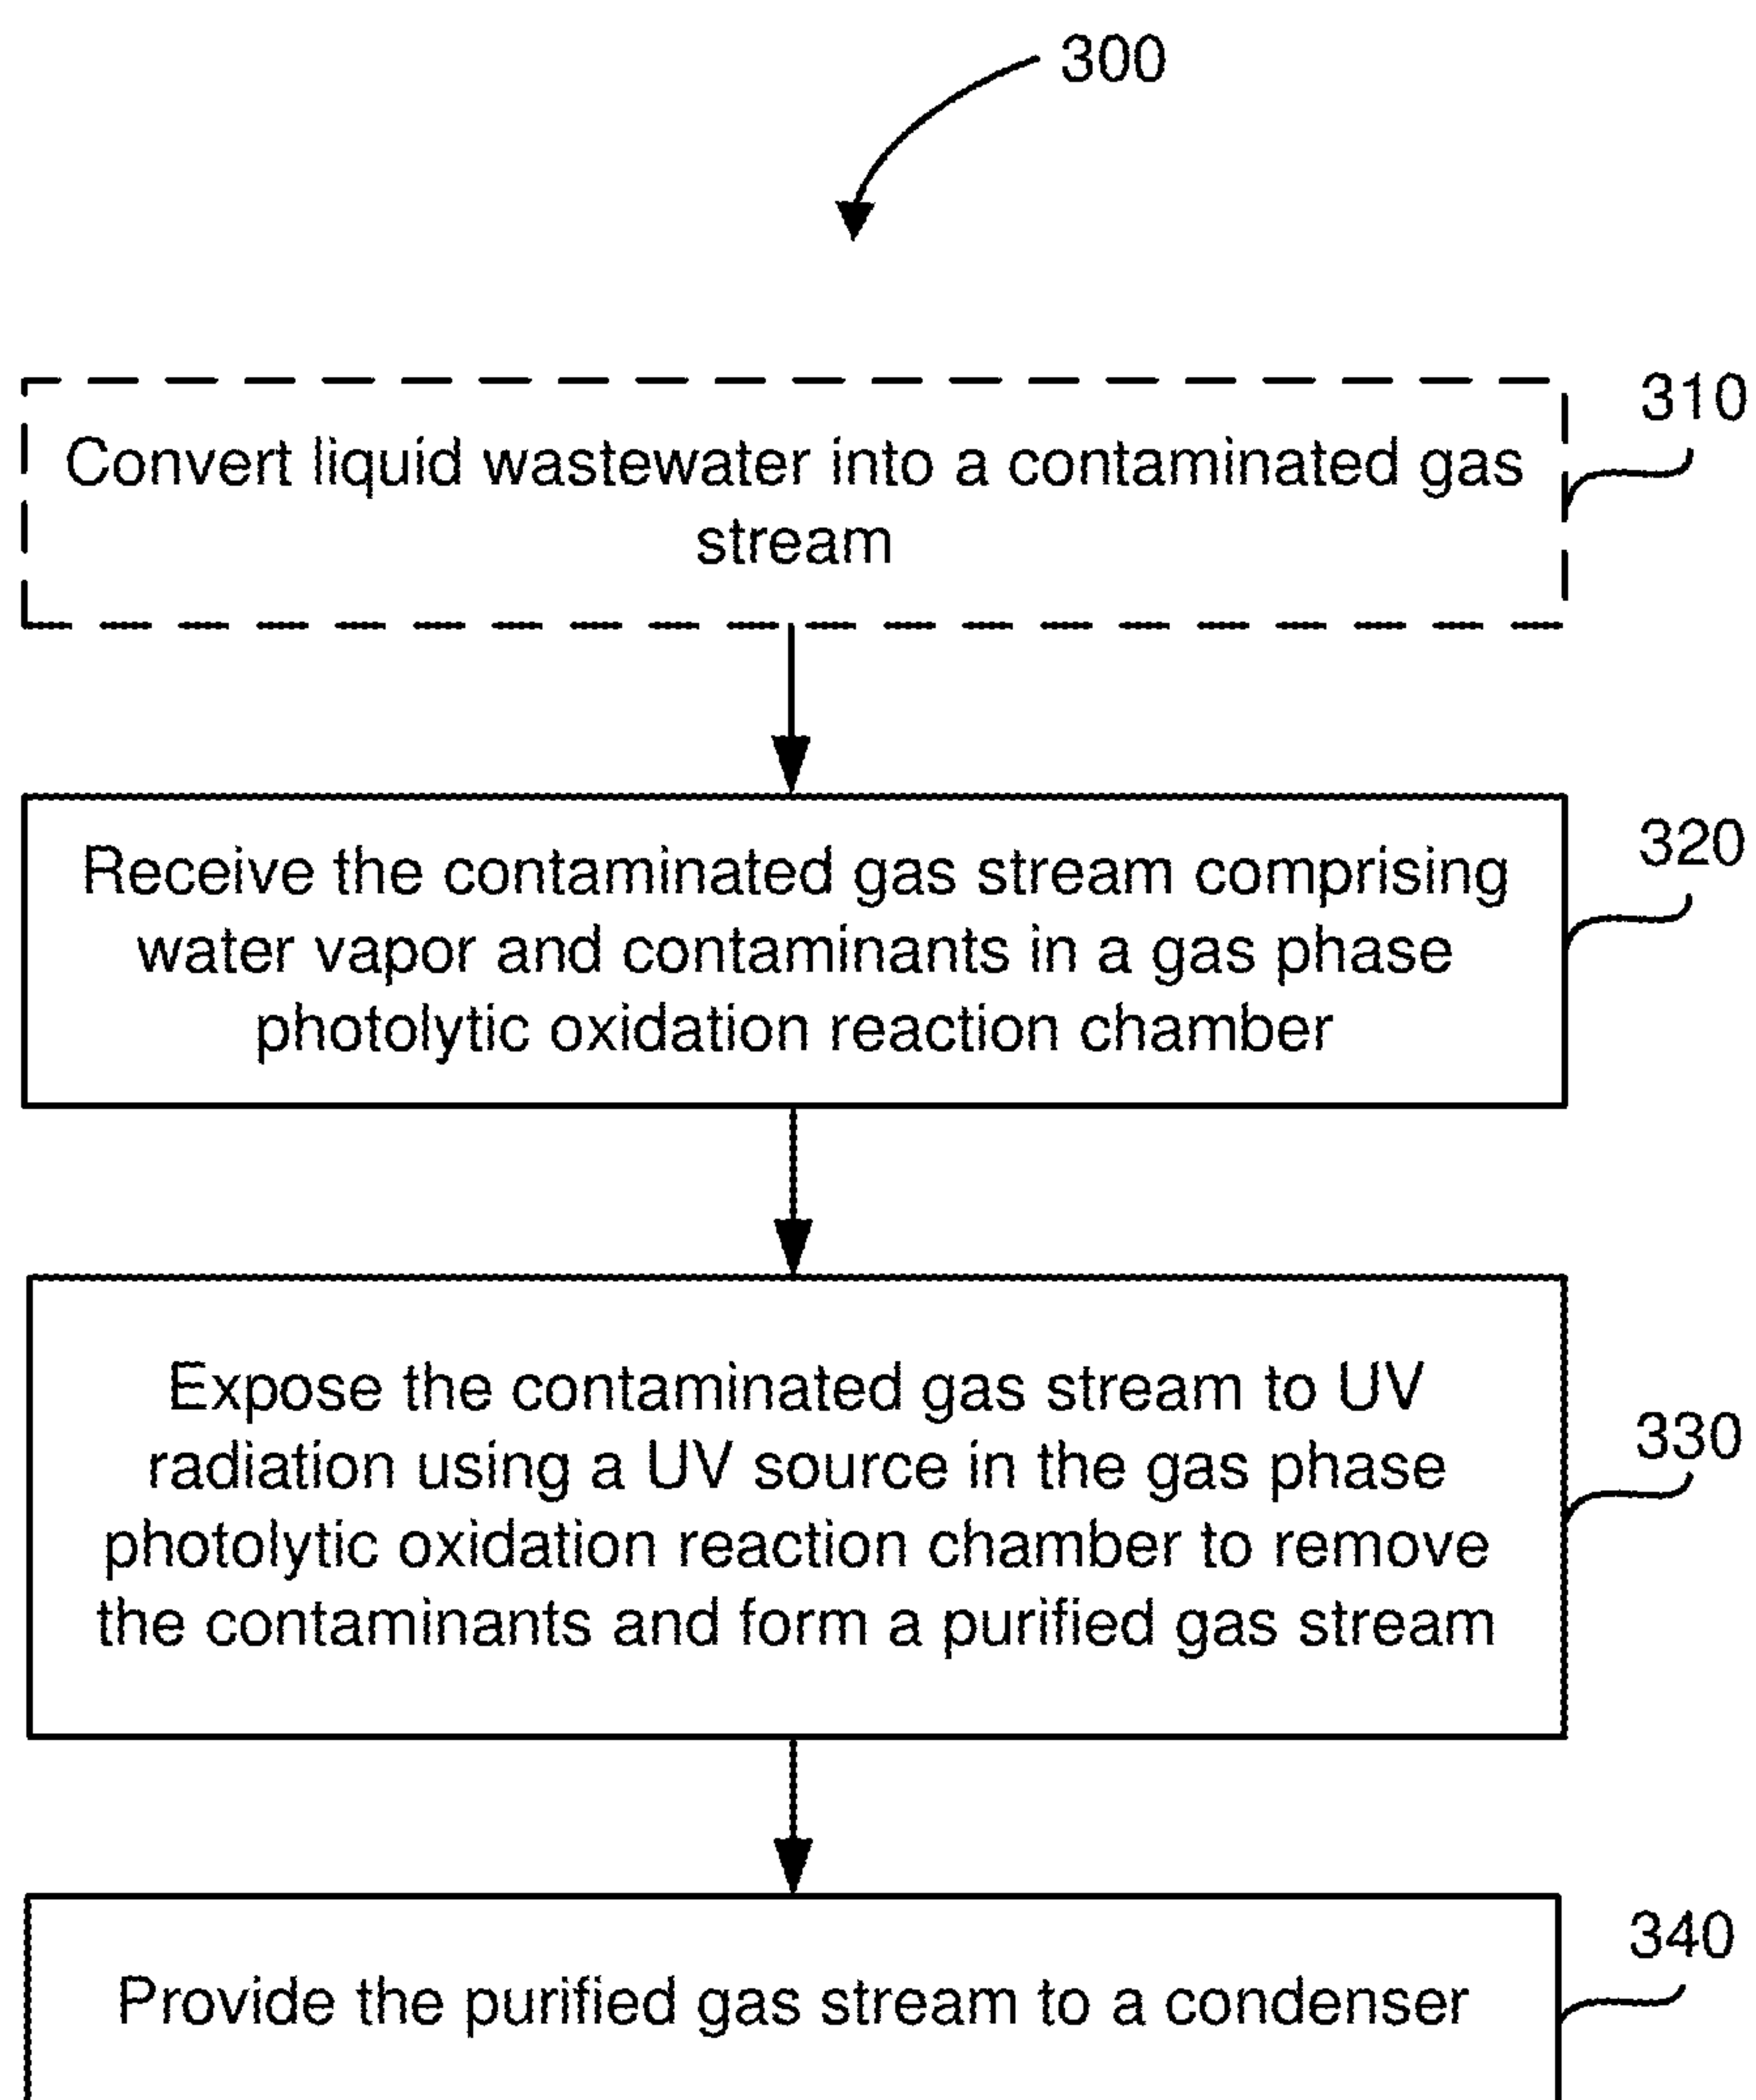 300
310
Convert liquid wastewater into a contaminated gas
stream
320
Receive the contaminated gas stream comprising
water vapor and contaminants in a gas phase
photolytic oxidation reaction chamber
330
Expose the contaminated gas stream to UV
radiation using a UV source in the gas phase
photolytic oxidation reaction chamber to remove
the contaminants and form a purified gas stream
340
Provide the purified gas stream to a condenser